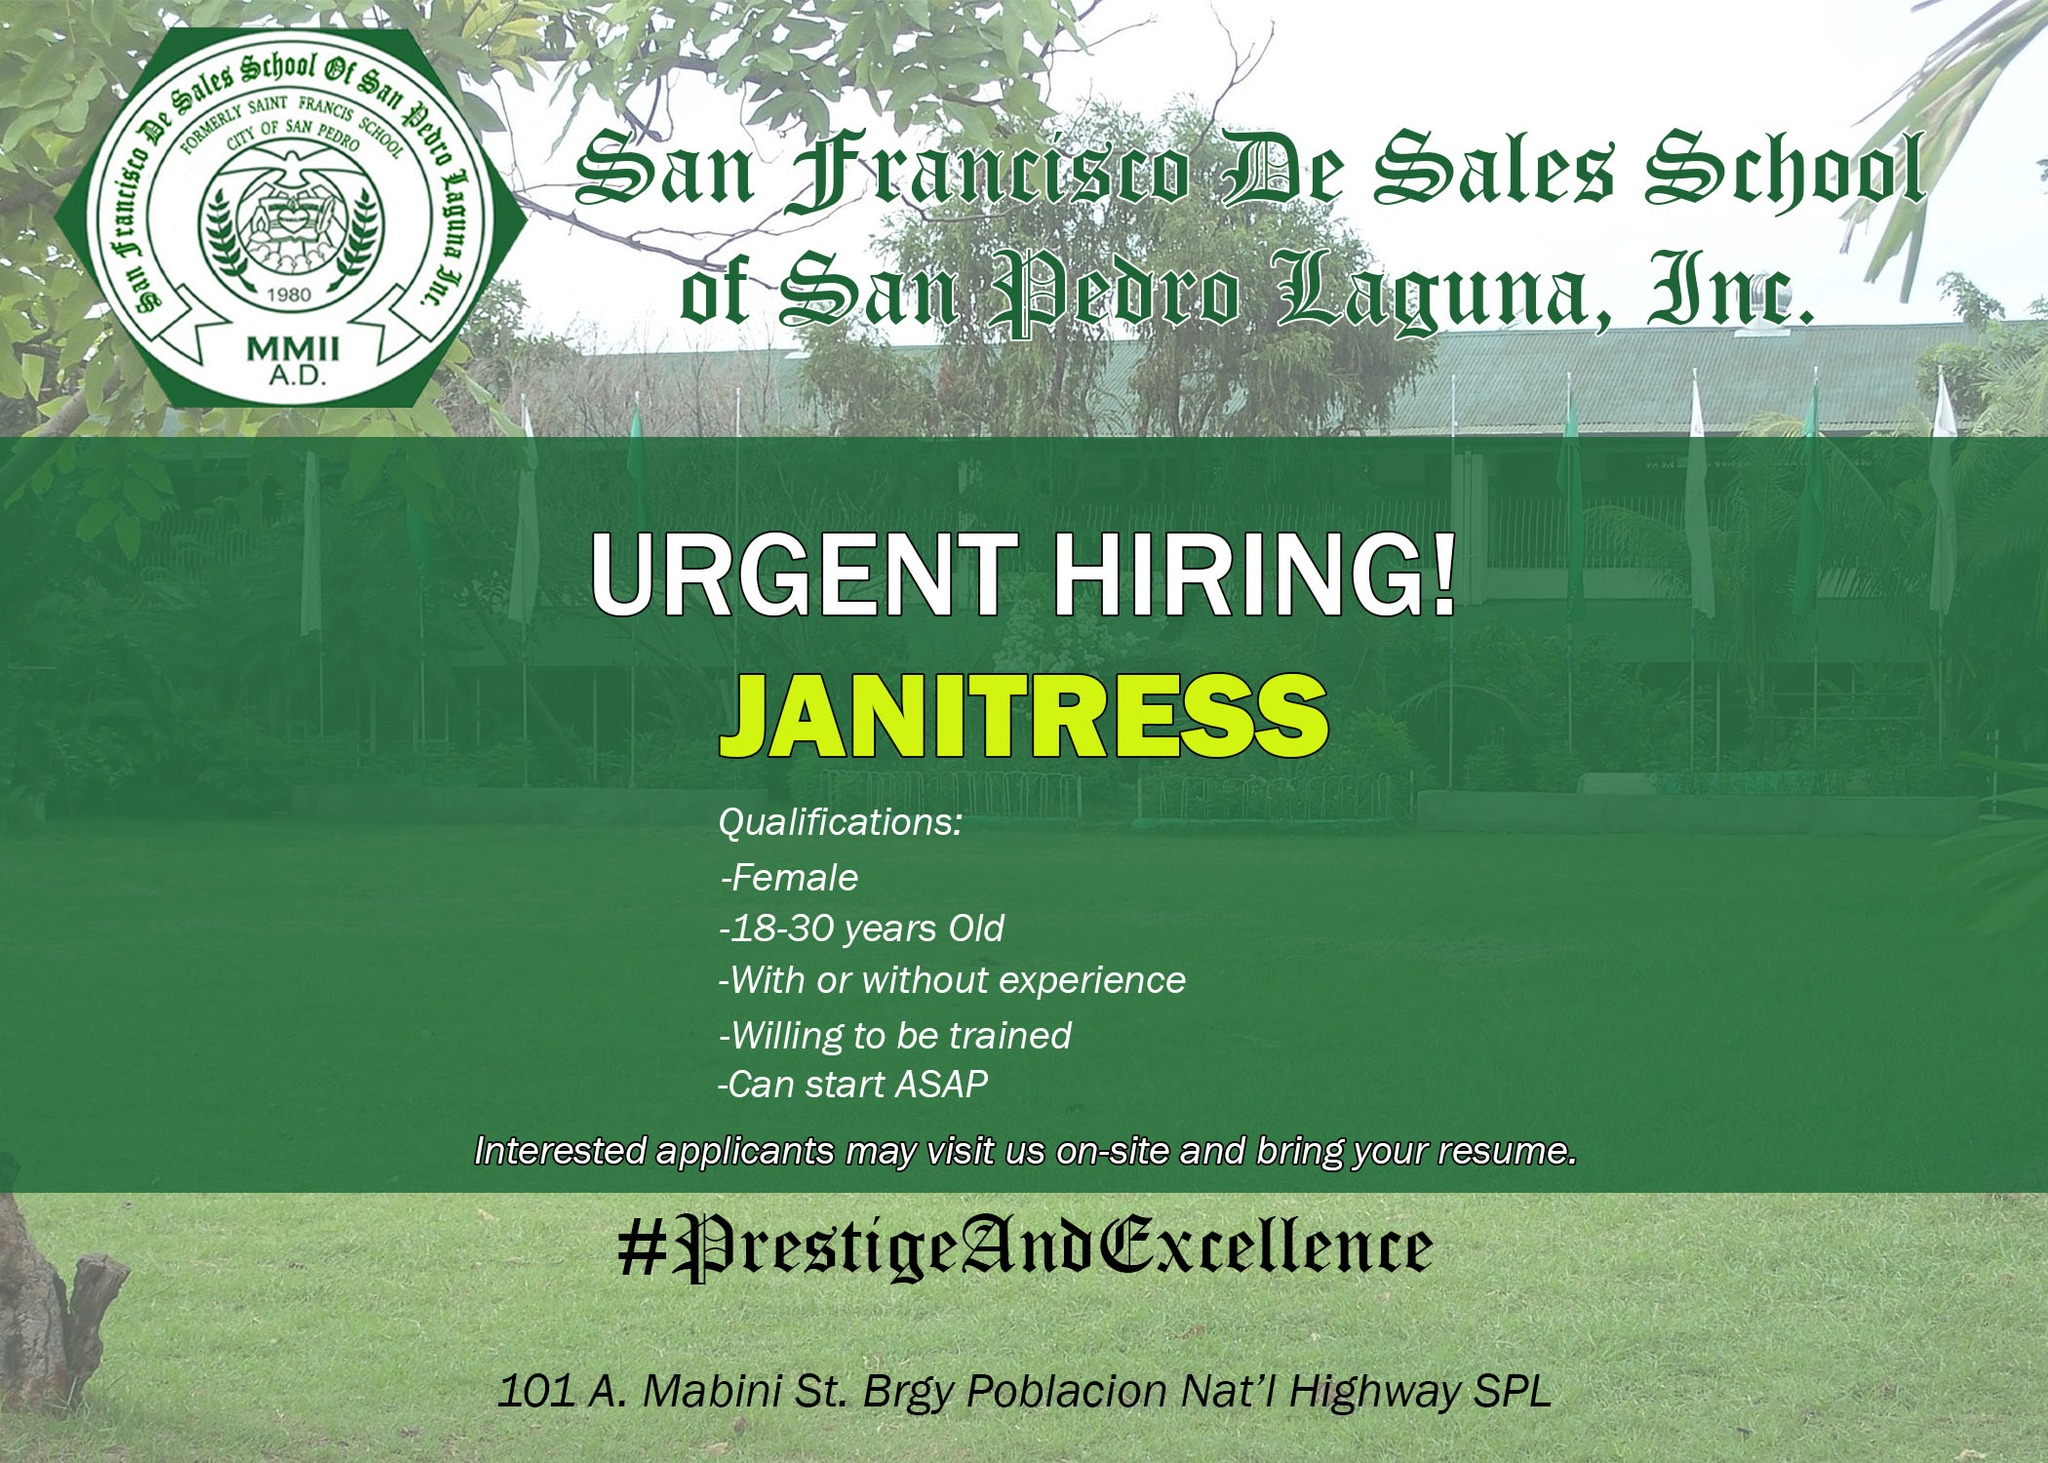 San Francisco De Sales School Of San Pedro Laguna Inc.
FORMERLY SAINT FRANCIS SCHOOL
CITY OF SAN PEDRO
1980
MMII
A.D.
San Francisco De Sales School
of San Pedro Laguna, Inc.
URGENT HIRING!
JANITRESS
Qualifications:
-Female
-18-30 years Old
-With or without experience
-Willing to be trained
-Can start ASAP
Interested applicants may visit us on-site and bring your resume.
#PrestigeAndExcellence
101 A. Mabini St. Brgy Poblacion Nat'l Highway SPL